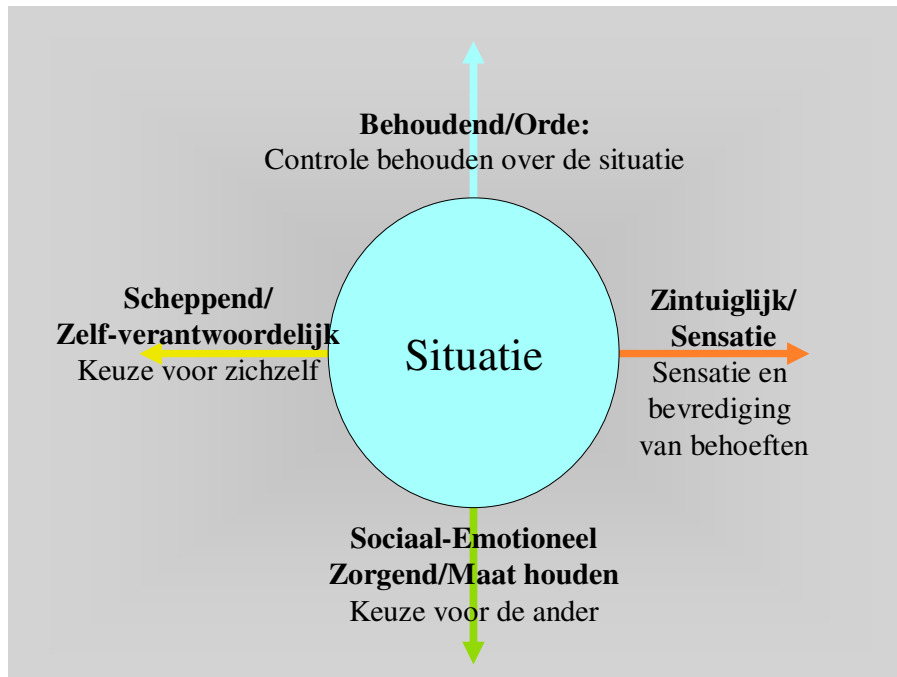 Behoudend/Orde:
Controle behouden over de situatie
Scheppend/
Zelf-verantwoordelijk
Keuze voor zichzelf
Situatie
Zintuiglijk/
Sensatie
Sensatie en
bevrediging
van behoeften
Sociaal-Emotioneel
Zorgend/Maat houden
Keuze voor de ander